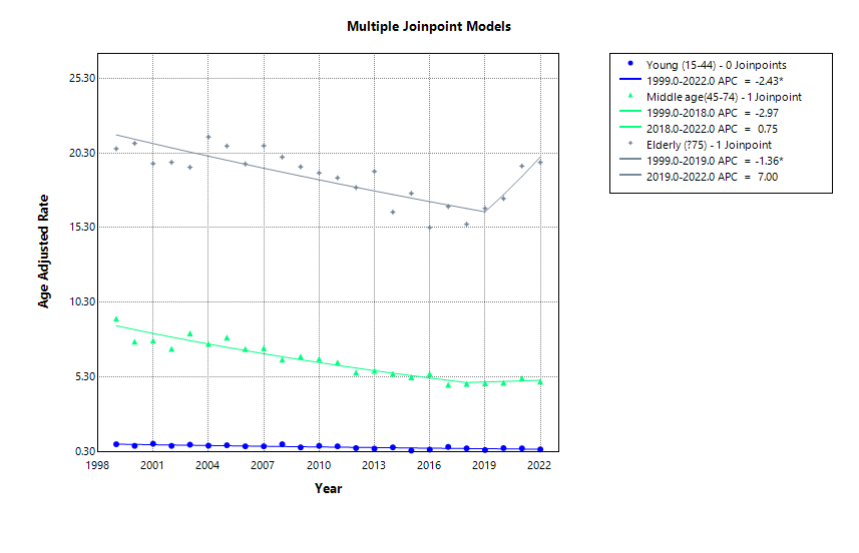 Multiple Joinpoint Models
25.30
20.30
15.30
10.30
5.30
0.30
1998 2001 2004 2007 2010 2013 2016 2019 2022
Age Adjusted Rate
Year
Young (15-44) - 0 Joinpoints
1999.0-2022.0 APC = -2.43*
Middle age(45-74) - 1 Joinpoint
1999.0-2018.0 APC = -2.97
2018.0-2022.0 APC = 0.75
Elderly (?75) - 1 Joinpoint
1999.0-2019.0 APC = -1.36*
2019.0-2022.0 APC = 7.00